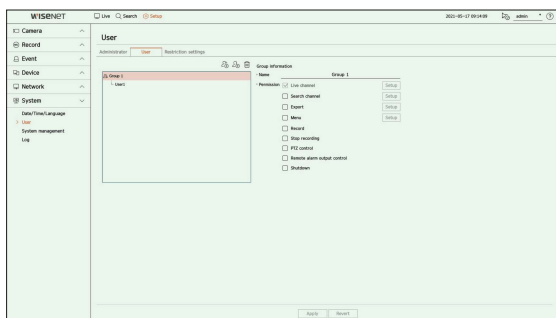 WISENET
Live Search Setup
2021-05-17 09:14:09 admin
Camera
Record
Event
Device
Network
System
Date/Time/Language
> User
System management
Log
User
Administrator User Restriction settings
Group 1
User1
Group information
• Name Group 1
• Permission Live channel Setup
Search channel Setup
Export Setup
Menu Setup
Record
Stop recording
PTZ control
Remote alarm output control
Shutdown
Apply Revert